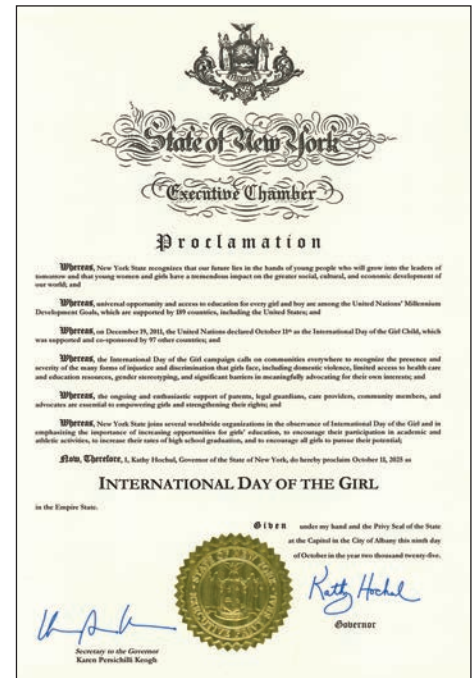 State of New York
Executive Chamber
Proclamation
Whereas, New York State recognizes that our future lies in the hands of young people who will grow into the leaders of
tomorrow and that young women and girls have a tremendous impact on the greater social, cultural, and economic development of
our world; and
Whereas, universal opportunity and access to education for every girl and boy are among the United Nations' Millennium
Development Goals, which are supported by 189 countries, including the United States; and
Whereas, on December 19, 2011, the United Nations declared October 11th as the International Day of the Girl Child, which
was supported and co-sponsored by 97 other countries; and
Whereas, the International Day of the Girl campaign calls on communities everywhere to recognize the presence and
severity of the many forms of injustice and discrimination that girls face, including domestic violence, limited access to health care
and education resources, gender stereotyping, and significant barriers in meaningfully advocating for their own interests; and
Whereas, the ongoing and enthusiastic support of parents, legal guardians, care providers, community members, and
advocates are essential to empowering girls and strengthening their rights; and
Whereas, New York State joins several worldwide organizations in the observance of International Day of the Girl and in
emphasizing the importance of increasing opportunities for girls' education, to encourage their participation in academic and
athletic activities, to increase their rates of high school graduation, and to encourage all girls to pursue their potential;
Now, Therefore, I, Kathy Hochul, Governor of the State of New York, do hereby proclaim October 11, 2025 as
INTERNATIONAL DAY OF THE GIRL
in the Empire State.
Given under my hand and the Privy Seal of the State
at the Capitol in the City of Albany this ninth day
of October in the year two thousand twenty-five.
Kathy Hochul
Governor
Secretary to the Governor
Karen Persichilli Keogh
STATE OF NEW YORK
EXECUTIVE PRIVY SEAL